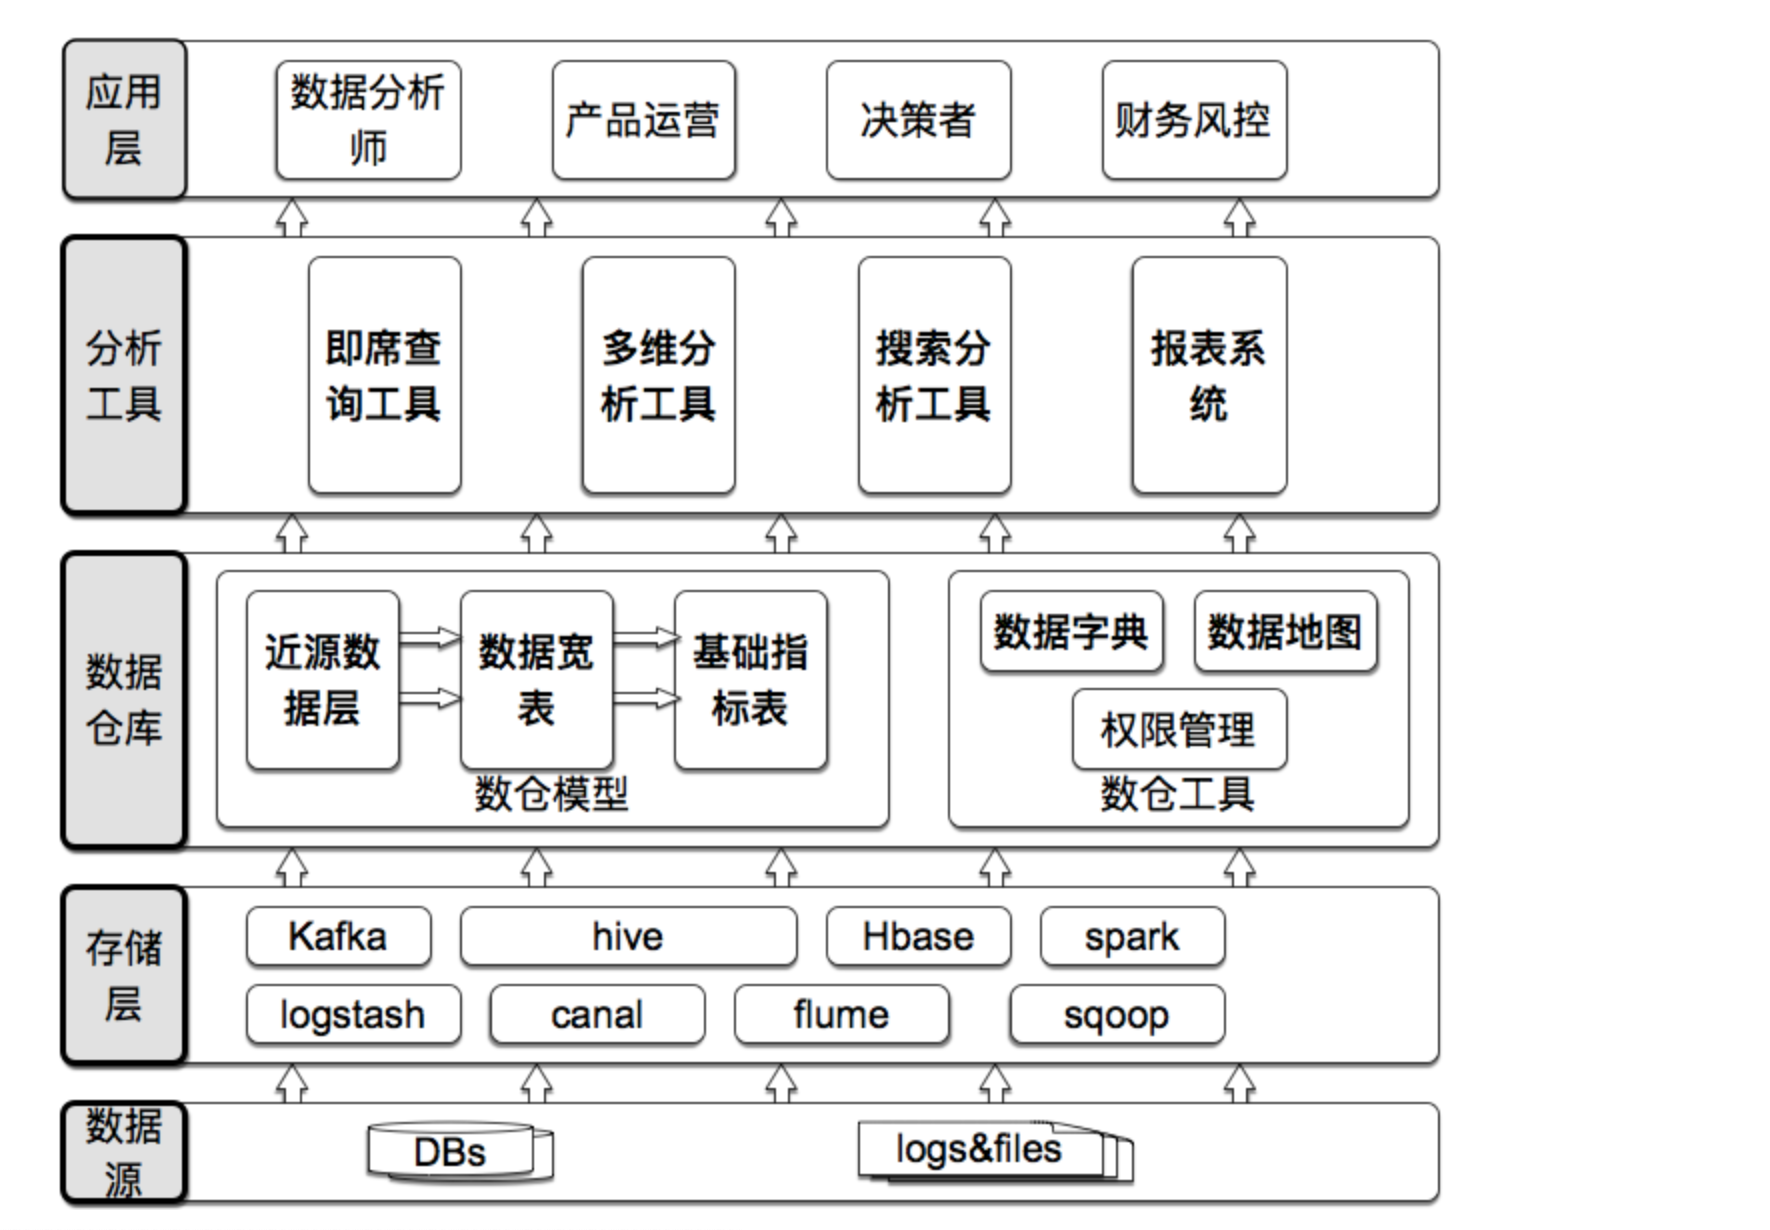 应用
层
数据分析
师
产品运营
决策者
财务风控
分析
工具
即席查
询工具
多维分
析工具
搜索分
析工具
报表系
统
数据
仓库
近源数
据层
数据宽
表
基础指
标表
数仓模型
数据字典
数据地图
权限管理
数仓工具
存储
层
Kafka
hive
Hbase
spark
logstash
canal
flume
sqoop
数据
源
DBs
logs&files